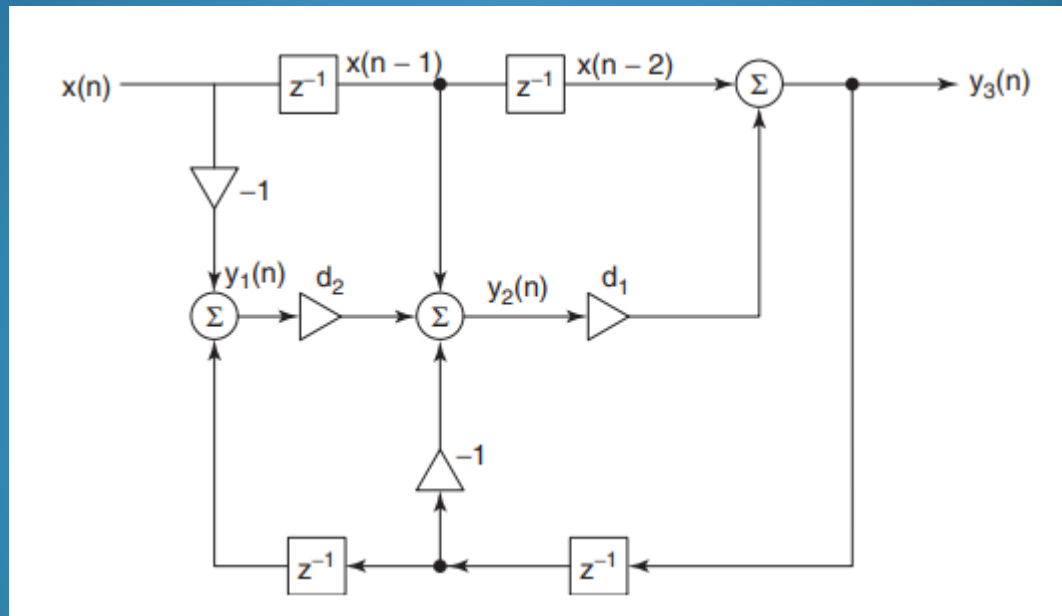 x(n)
z⁻¹
x(n – 1)
z⁻¹
x(n – 2)
Σ
y₃(n)
–1
y₁(n)
d₂
y₂(n)
d₁
Σ
Σ
–1
z⁻¹
z⁻¹